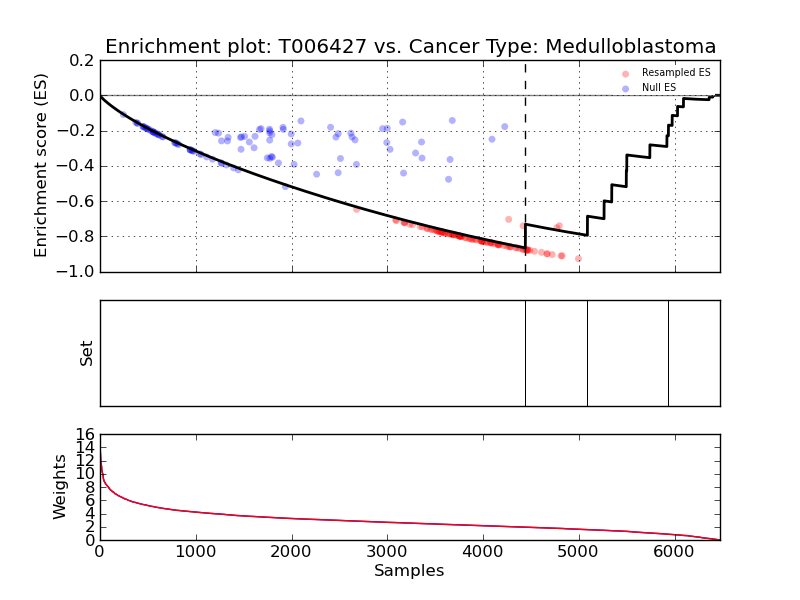 Enrichment plot: T006427 vs. Cancer Type: Medulloblastoma
0.2
0.0
−0.2
−0.4
−0.6
−0.8
−1.0
Enrichment score (ES)
Resampled ES
Null ES
Set
16
14
12
10
8
6
4
2
0
Weights
0 1000 2000 3000 4000 5000 6000
Samples